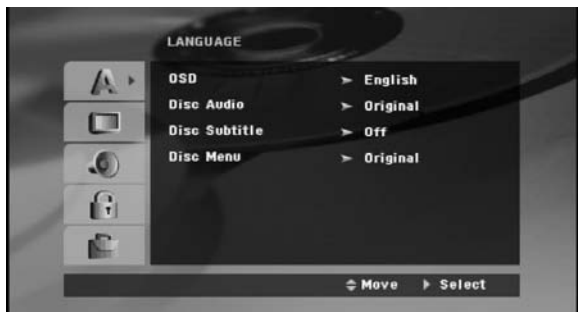 LANGUAGE
OSD ➤ English
Disc Audio ➤ Original
Disc Subtitle ➤ Off
Disc Menu ➤ Original
Move Select